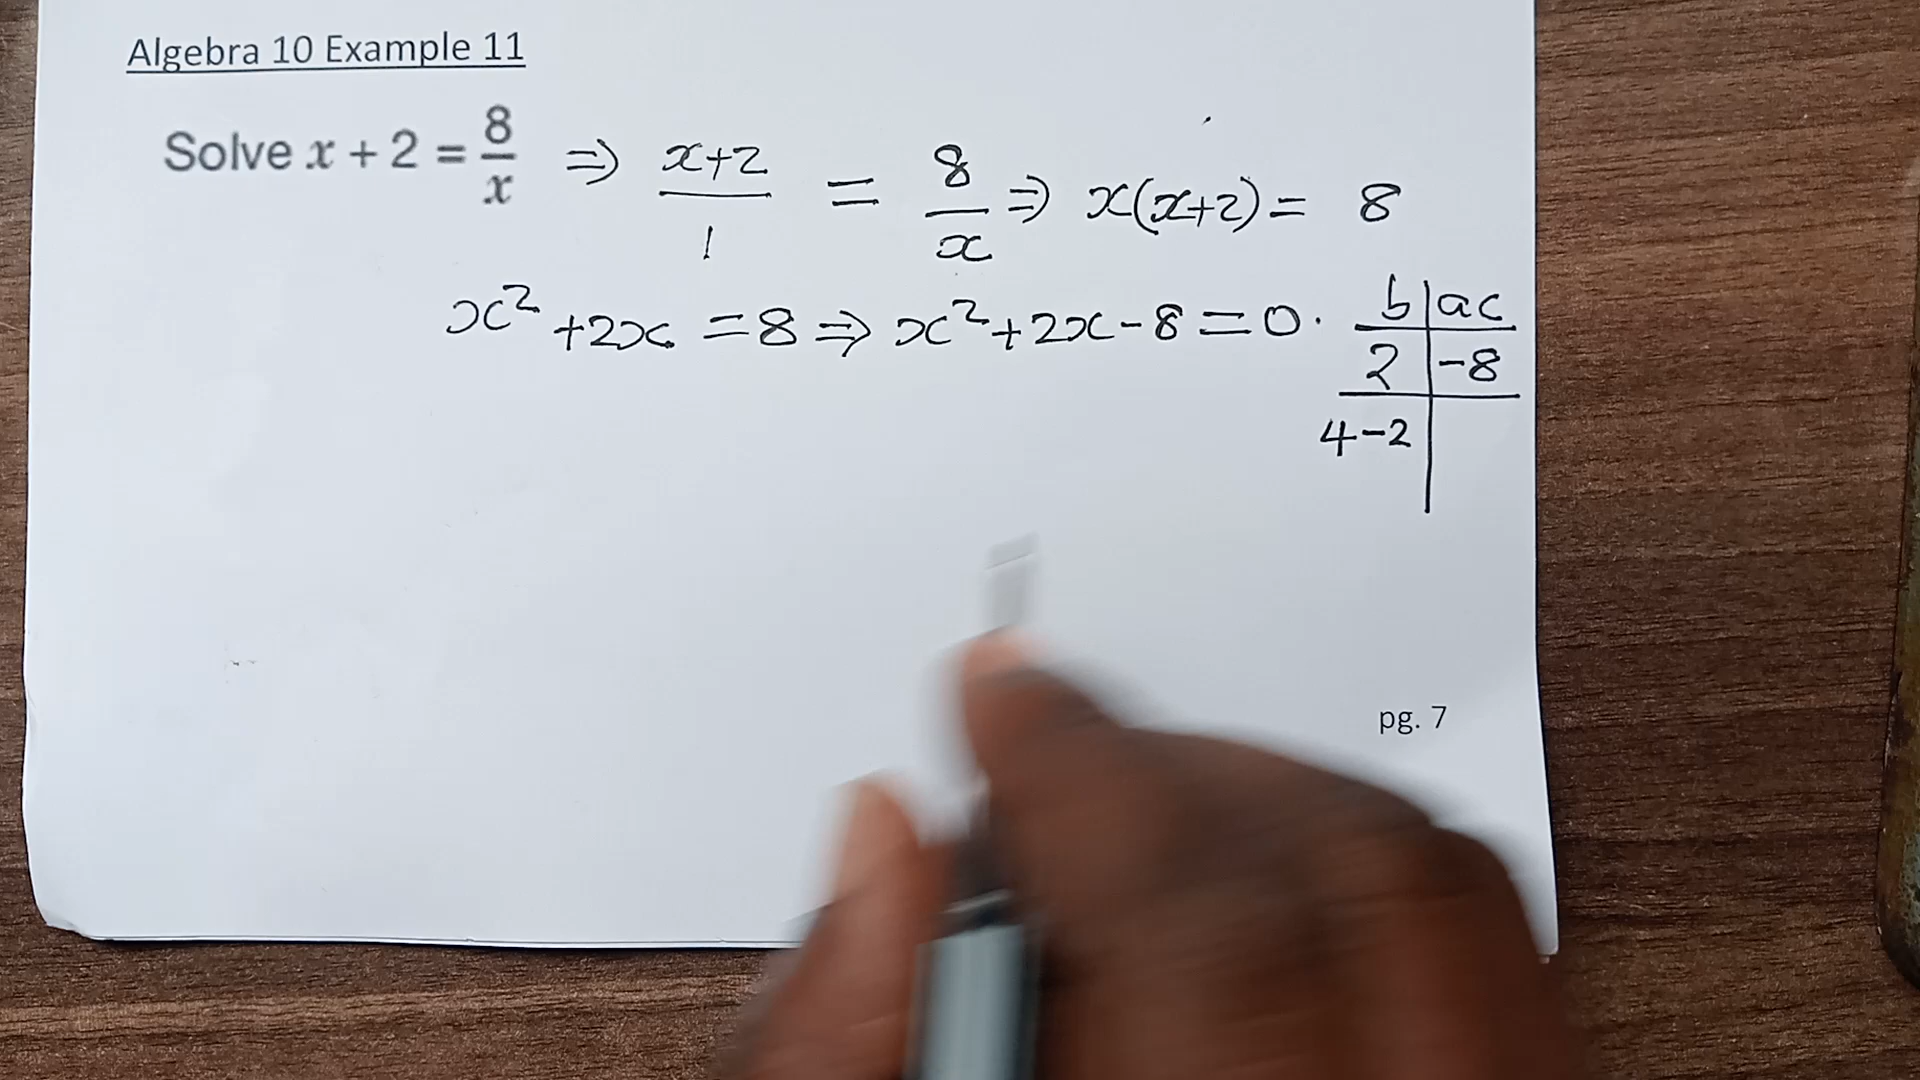 Algebra 10 Example 11
Solve x + 2 = 8/x ⇒ x+2/1 = 8/x ⇒ x(x+2) = 8
x² +2x = 8 ⇒ x²+2x-8 = 0.
b | ac
2 | -8
4-2
pg. 7